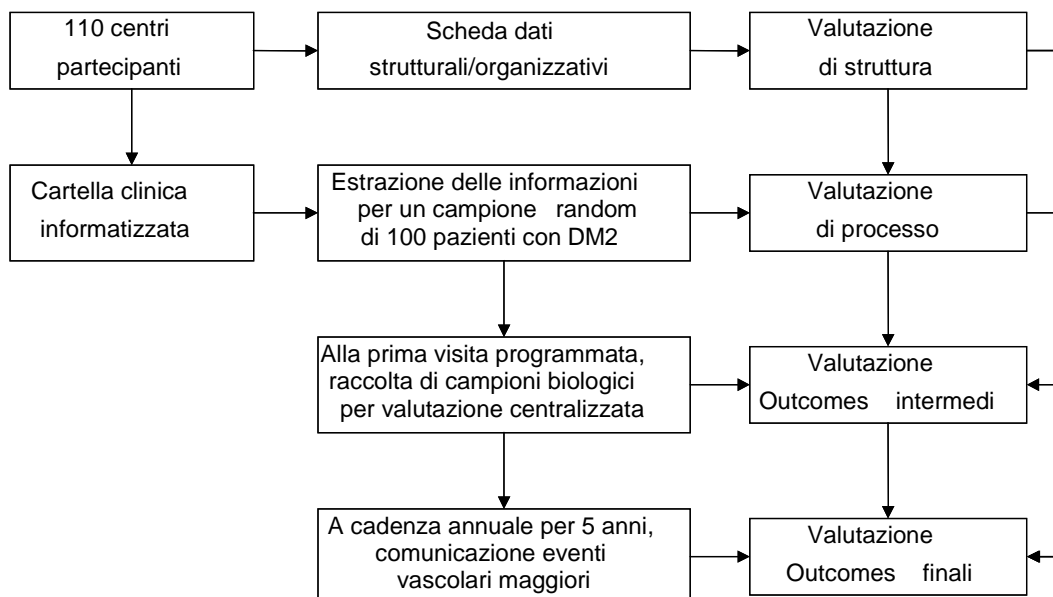 110 centri
partecipanti
Scheda dati
strutturali/organizzativi
Valutazione
di struttura
Cartella clinica
informatizzata
Estrazione delle informazioni
per un campione random
di 100 pazienti con DM2
Valutazione
di processo
Alla prima visita programmata,
raccolta di campioni biologici
per valutazione centralizzata
Valutazione
Outcomes intermedi
A cadenza annuale per 5 anni,
comunicazione eventi
vascolari maggiori
Valutazione
Outcomes finali